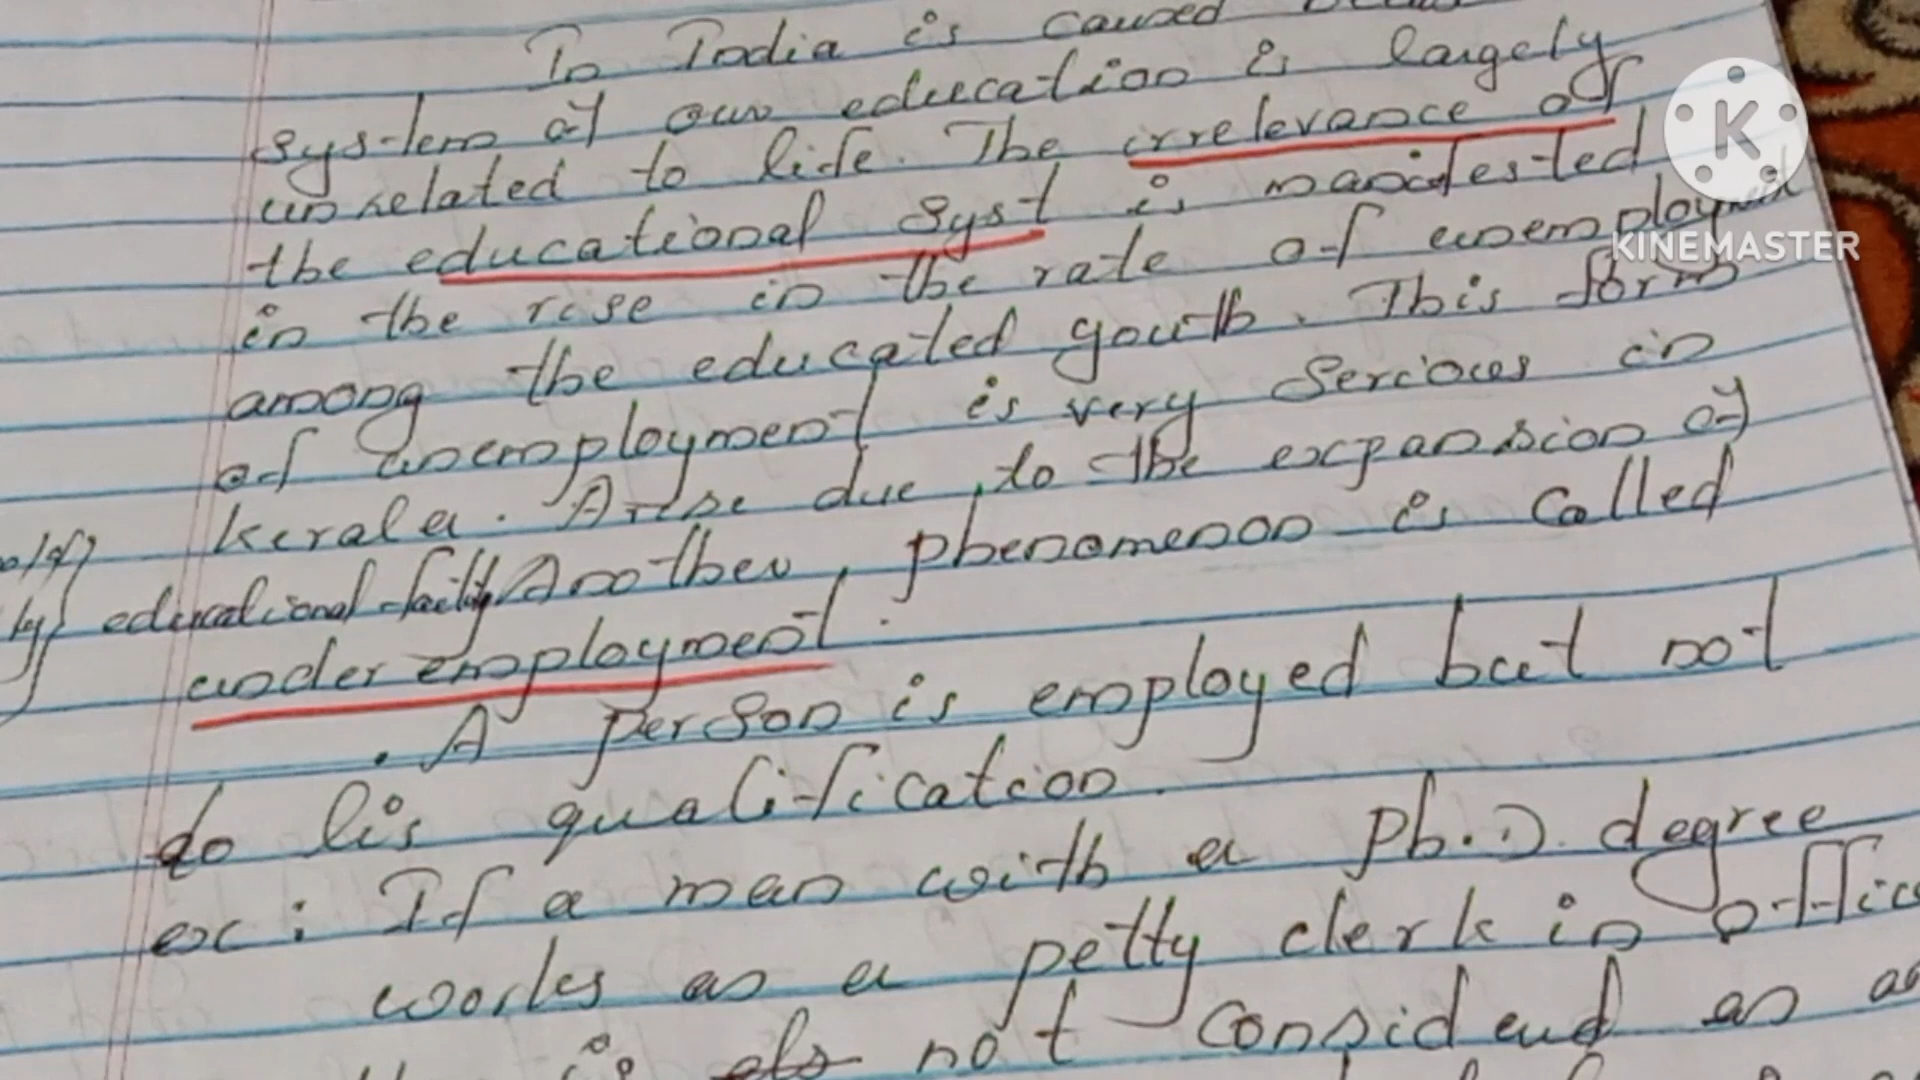 In India is caused
system of our education is largely
unrelated to life. The irrelevance of
the educational syst is manifested
in the rise in the rate of unemployment
among the educated youth. This form
of unemployment is very serious in
kerala. Arise due to the expansion of
educational facility Another phenomenon is called
under employment.
. A person is employed but not
to his qualification.
ex: If a man with a ph.D. degree
works as a petty clerk in office
not considered as
K
KINEMASTER